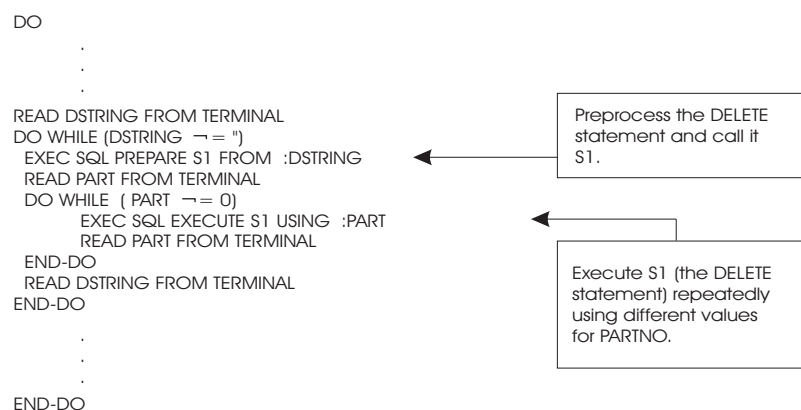 DO
.
.
.
READ DSTRING FROM TERMINAL
DO WHILE (DSTRING ¬= ")
EXEC SQL PREPARE S1 FROM :DSTRING
READ PART FROM TERMINAL
DO WHILE ( PART ¬= 0)
EXEC SQL EXECUTE S1 USING :PART
READ PART FROM TERMINAL
END-DO
READ DSTRING FROM TERMINAL
END-DO
.
.
.
END-DO
Preprocess the DELETE
statement and call it
S1.
Execute S1 (the DELETE
statement) repeatedly
using different values
for PARTNO.